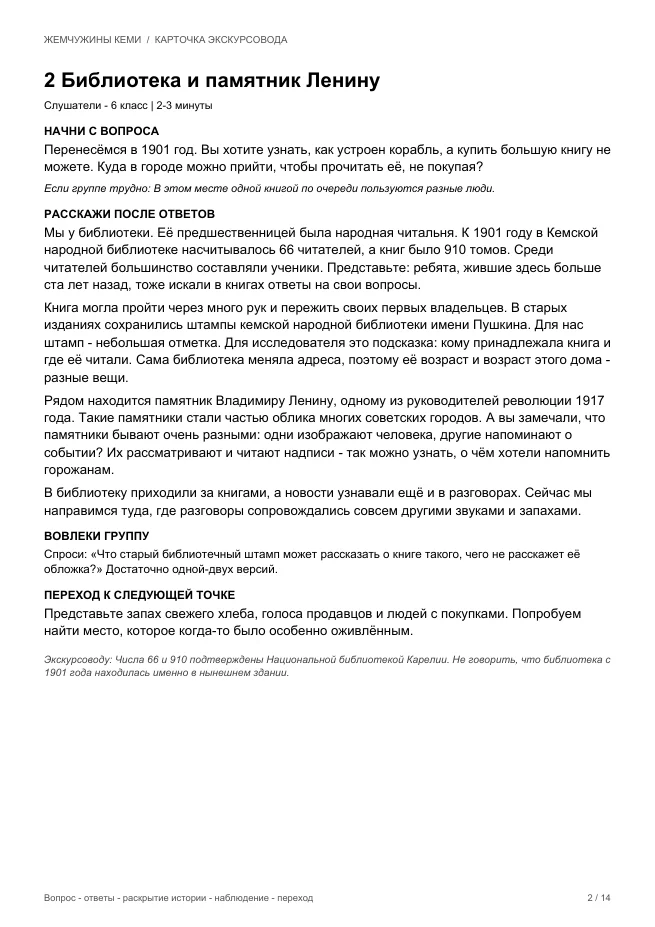 ЖЕМЧУЖИНЫ КЕМИ / КАРТОЧКА ЭКСКУРСОВОДА
2 Библиотека и памятник Ленину
Слушатели - 6 класс | 2-3 минуты
НАЧНИ С ВОПРОСА
Перенесёмся в 1901 год. Вы хотите узнать, как устроен корабль, а купить большую книгу не
можете. Куда в городе можно прийти, чтобы прочитать её, не покупая?
Если группе трудно: В этом месте одной книгой по очереди пользуются разные люди.
РАССКАЖИ ПОСЛЕ ОТВЕТОВ
Мы у библиотеки. Её предшественницей была народная читальня. К 1901 году в Кемской
народной библиотеке насчитывалось 66 читателей, а книг было 910 томов. Среди
читателей большинство составляли ученики. Представьте: ребята, жившие здесь больше
ста лет назад, тоже искали в книгах ответы на свои вопросы.
Книга могла пройти через много рук и пережить своих первых владельцев. В старых
изданиях сохранились штампы кемской народной библиотеки имени Пушкина. Для нас
штамп - небольшая отметка. Для исследователя это подсказка: кому принадлежала книга и
где её читали. Сама библиотека меняла адреса, поэтому её возраст и возраст этого дома -
разные вещи.
Рядом находится памятник Владимиру Ленину, одному из руководителей революции 1917
года. Такие памятники стали частью облика многих советских городов. А вы замечали, что
памятники бывают очень разными: одни изображают человека, другие напоминают о
событии? Их рассматривают и читают надписи - так можно узнать, о чём хотели напомнить
горожанам.
В библиотеку приходили за книгами, а новости узнавали ещё и в разговорах. Сейчас мы
направимся туда, где разговоры сопровождались совсем другими звуками и запахами.
ВОВЛЕКИ ГРУППУ
Спроси: «Что старый библиотечный штамп может рассказать о книге такого, чего не расскажет её
обложка?» Достаточно одной-двух версий.
ПЕРЕХОД К СЛЕДУЮЩЕЙ ТОЧКЕ
Представьте запах свежего хлеба, голоса продавцов и людей с покупками. Попробуем
найти место, которое когда-то было особенно оживлённым.
Экскурсоводу: Числа 66 и 910 подтверждены Национальной библиотекой Карелии. Не говорить, что библиотека с
1901 года находилась именно в нынешнем здании.
Вопрос - ответы - раскрытие истории - наблюдение - переход
2 / 14